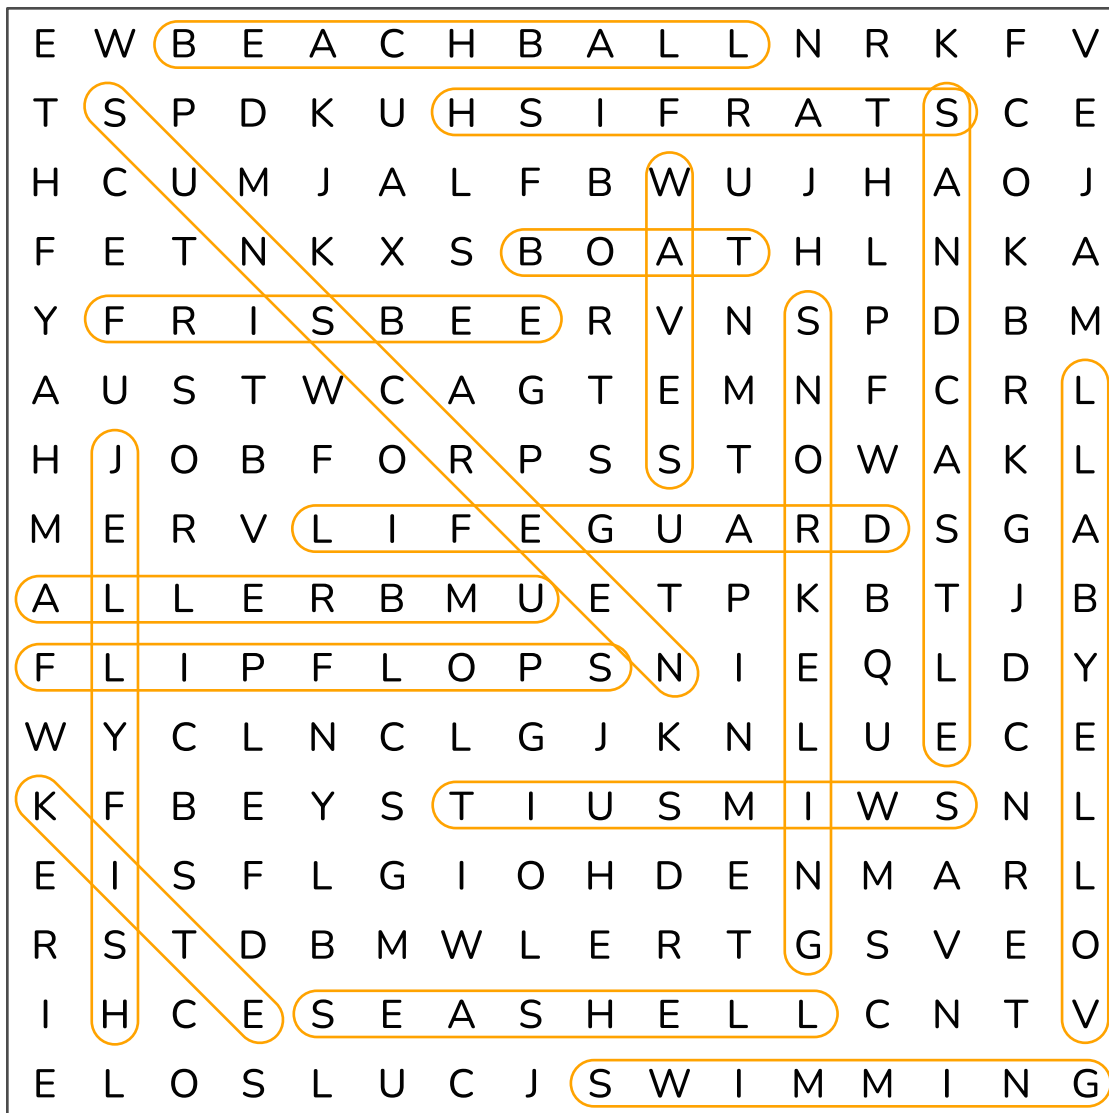 E W B E A C H B A L L N R K F V
T S P D K U H S I F R A T S C E
H C U M J A L F B W U J H A O J
F E T N K X S B O A T H L N K A
Y F R I S B E E R V N S P D B M
A U S T W C A G T E M N F C R L
H J O B F O R P S S T O W A K L
M E R V L I F E G U A R D S G A
A L L E R B M U E T P K B T J B
F L I P F L O P S N I E Q L D Y
W Y C L N C L G J K N L U E C E
K F B E Y S T I U S M I W S N L
E I S F L G I O H D E N M A R L
R S T D B M W L E R T G S V E O
I H C E S E A S H E L L C N T V
E L O S L U C J S W I M M I N G